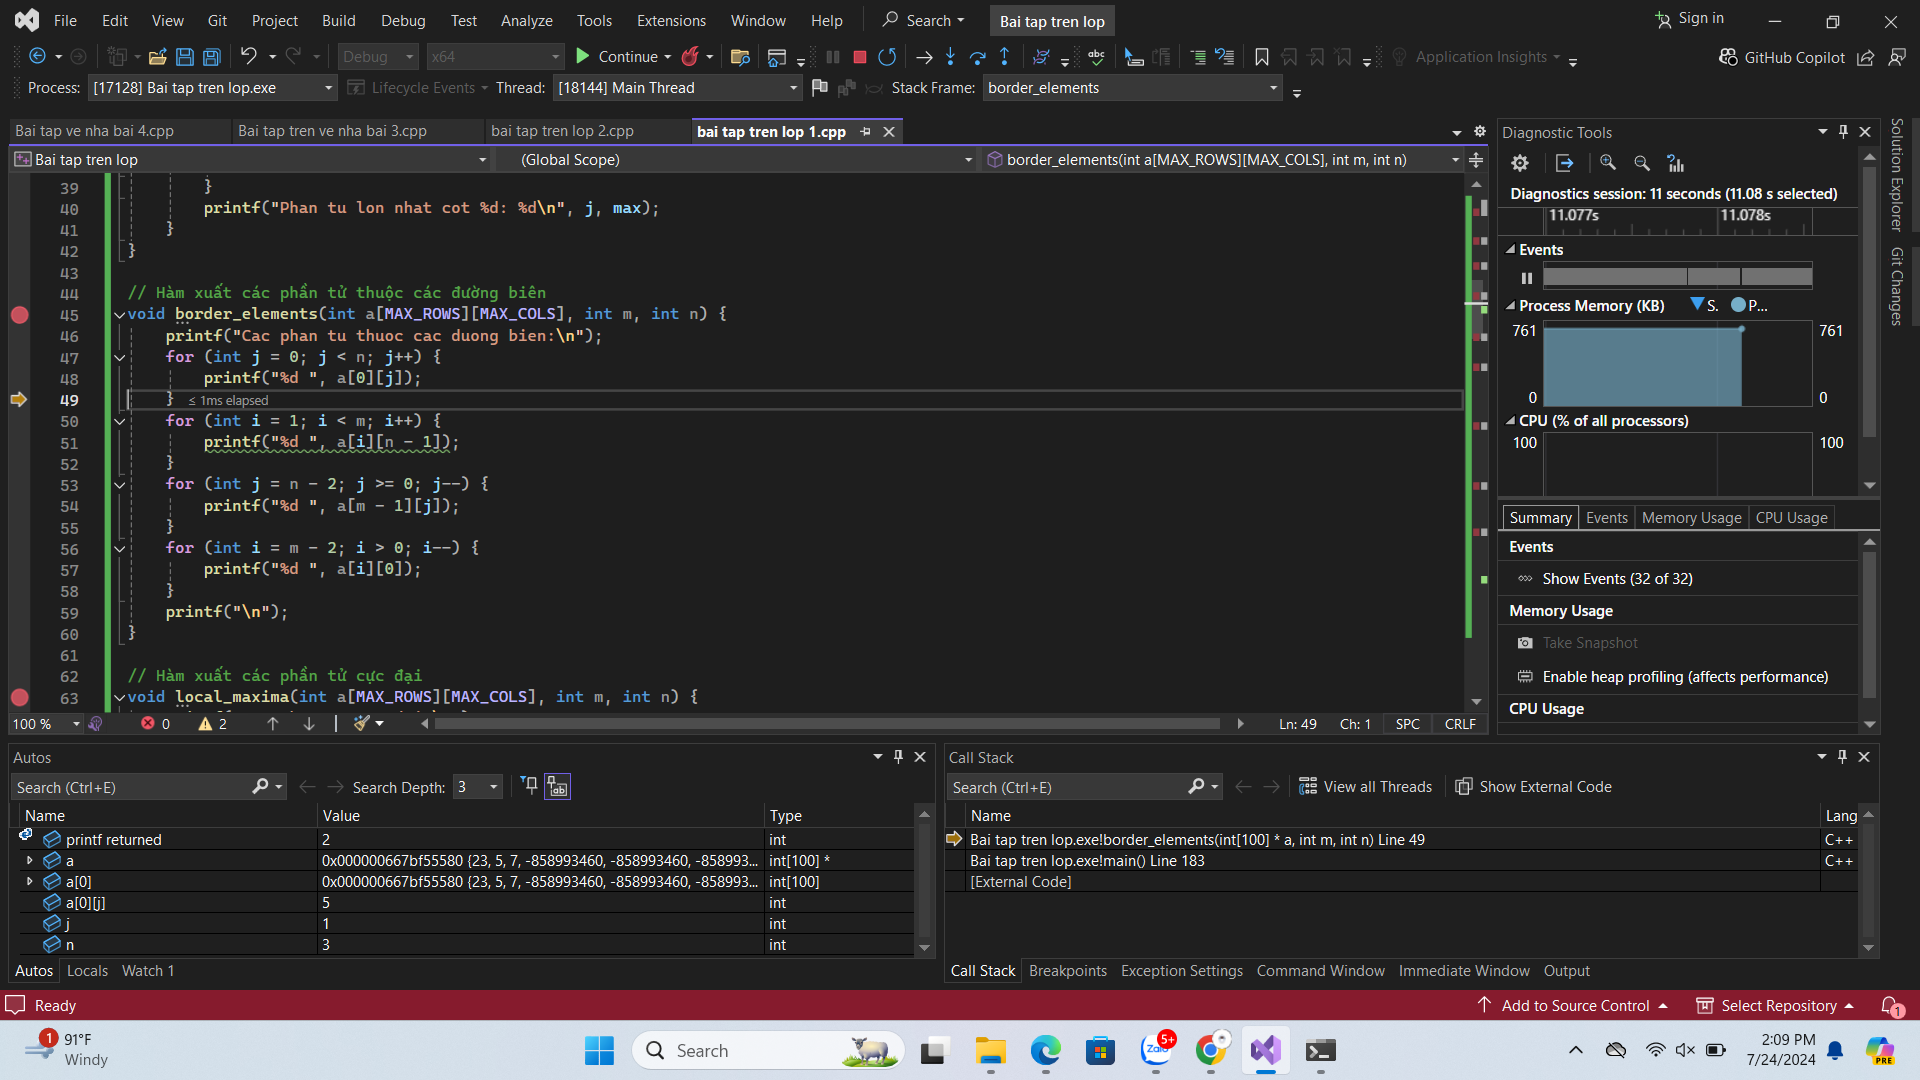 File Edit View Git Project Build Debug Test Analyze Tools Extensions Window Help Search Bai tap tren lop Sign in
Debug x64 Continue Application Insights GitHub Copilot
Process: [17128] Bai tap tren lop.exe Lifecycle Events Thread: [18144] Main Thread Stack Frame: border_elements
Bai tap ve nha bai 4.cpp Bai tap tren ve nha bai 3.cpp bai tap tren lop 2.cpp bai tap tren lop 1.cpp
Bai tap tren lop (Global Scope) border_elements(int a[MAX_ROWS][MAX_COLS], int m, int n)
39 }
40 printf("Phan tu lon nhat cot %d: %d\n", j, max);
41 }
42 }
43
44 // Hàm xuất các phần tử thuộc các đường biên
45 void border_elements(int a[MAX_ROWS][MAX_COLS], int m, int n) {
46 printf("Cac phan tu thuoc cac duong bien:\n");
47 for (int j = 0; j < n; j++) {
48 printf("%d ", a[0][j]);
49 } ≤ 1ms elapsed
50 for (int i = 1; i < m; i++) {
51 printf("%d ", a[i][n - 1]);
52 }
53 for (int j = n - 2; j >= 0; j--) {
54 printf("%d ", a[m - 1][j]);
55 }
56 for (int i = m - 2; i > 0; i--) {
57 printf("%d ", a[i][0]);
58 }
59 printf("\n");
60 }
61
62 // Hàm xuất các phần tử cực đại
63 void local_maxima(int a[MAX_ROWS][MAX_COLS], int m, int n) {
100 % 0 2 Ln: 49 Ch: 1 SPC CRLF
Diagnostic Tools
Diagnostics session: 11 seconds (11.08 s selected)
11.077s 11.078s
Events
Process Memory (KB) S. P...
761 761
0 0
CPU (% of all processors)
100 100
Summary Events Memory Usage CPU Usage
Events
Show Events (32 of 32)
Memory Usage
Take Snapshot
Enable heap profiling (affects performance)
CPU Usage
Solution Explorer
Git Changes
Autos
Search (Ctrl+E) Search Depth: 3
Name Value Type
printf returned 2 int
a 0x000000667bf55580 {23, 5, 7, -858993460, -858993460, -858993... int[100] *
a[0] 0x000000667bf55580 {23, 5, 7, -858993460, -858993460, -858993... int[100]
a[0][j] 5 int
j 1 int
n 3 int
Autos Locals Watch 1
Call Stack
Search (Ctrl+E) View all Threads Show External Code
Name Lang
Bai tap tren lop.exe!border_elements(int[100] * a, int m, int n) Line 49 C++
Bai tap tren lop.exe!main() Line 183 C++
[External Code]
Call Stack Breakpoints Exception Settings Command Window Immediate Window Output
Ready Add to Source Control Select Repository 1
1 91°F
Windy
Search
Zalo 5+
2:09 PM
7/24/2024
PRE